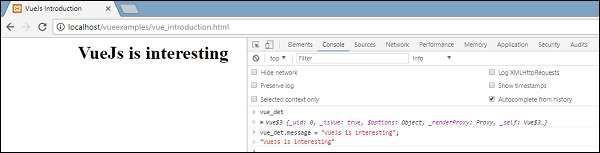 VueJs Introduction
localhost/vueexamples/vue_introduction.html
VueJs is interesting
Elements Console Sources Network Performance Memory Application Security Audits
top Filter Info
Hide network
Log XMLHttpRequests
Preserve log
Show timestamps
Selected context only
Autocomplete from history
> vue_det
Vue$3 {_uid: 0, _isVue: true, $options: Object, _renderProxy: Proxy, _self: Vue$3…}
> vue_det.message = "VueJs is interesting";
"VueJs is interesting"